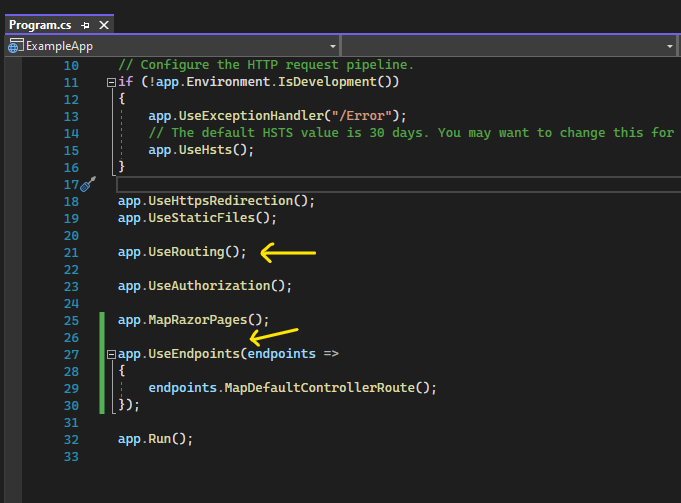 Program.cs
ExampleApp
10 // Configure the HTTP request pipeline.
11 if (!app.Environment.IsDevelopment())
12 {
13 app.UseExceptionHandler("/Error");
14 // The default HSTS value is 30 days. You may want to change this for
15 app.UseHsts();
16 }
17
18 app.UseHttpsRedirection();
19 app.UseStaticFiles();
20
21 app.UseRouting();
22
23 app.UseAuthorization();
24
25 app.MapRazorPages();
26
27 app.UseEndpoints(endpoints =>
28 {
29 endpoints.MapDefaultControllerRoute();
30 });
31
32 app.Run();
33